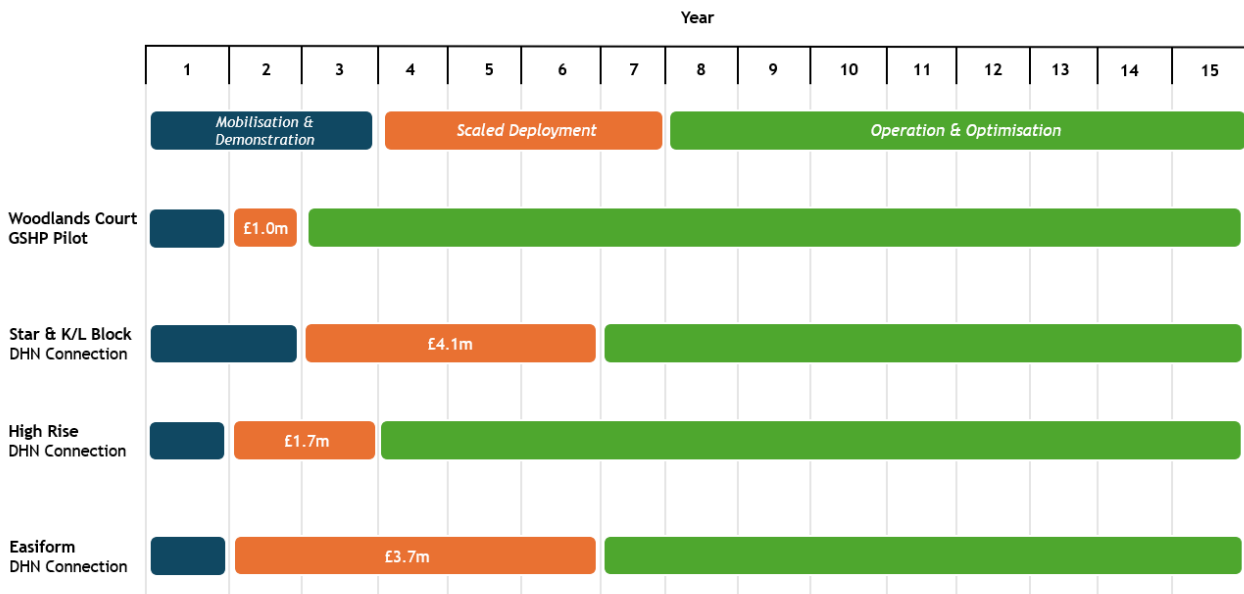 Year
1 2 3 4 5 6 7 8 9 10 11 12 13 14 15
Mobilisation &
Demonstration
Scaled Deployment
Operation & Optimisation
Woodlands Court
GSHP Pilot
£1.0m
Star & K/L Block
DHN Connection
£4.1m
High Rise
DHN Connection
£1.7m
Easiform
DHN Connection
£3.7m